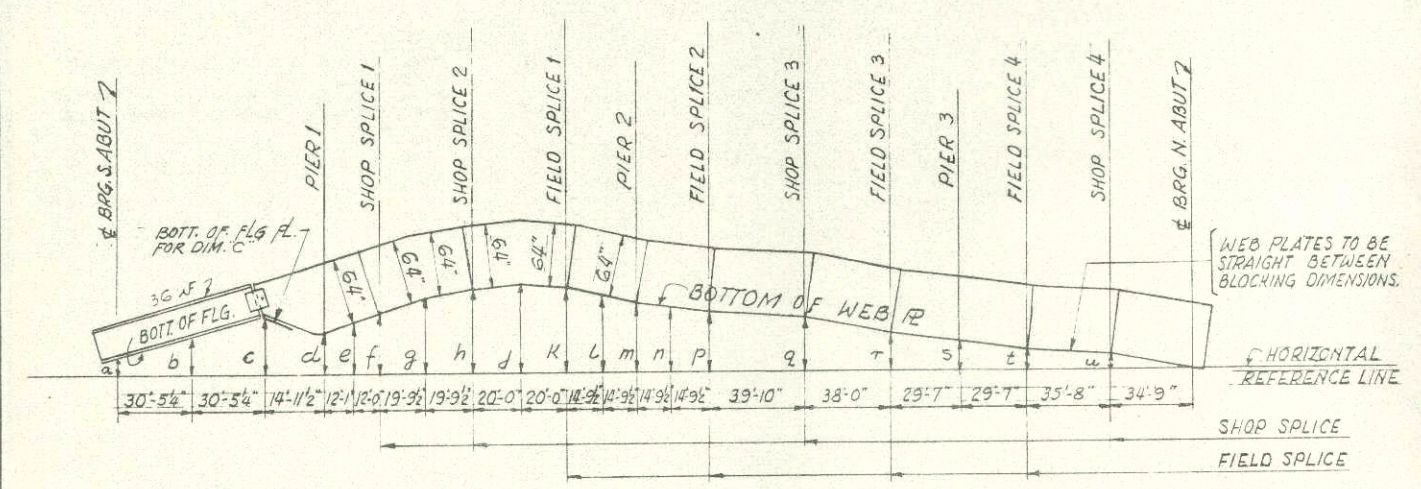 ℄ BRG. S. ABUT
PIER 1
SHOP SPLICE 1
SHOP SPLICE 2
FIELD SPLICE 1
PIER 2
FIELD SPLICE 2
SHOP SPLICE 3
FIELD SPLICE 3
PIER 3
FIELD SPLICE 4
SHOP SPLICE 4
℄ BRG. N. ABUT
BOTT. OF FLG PL.
FOR DIM. "C"
36 WF
BOTT. OF FLG.
64"
64"
64"
64"
64"
64"
BOTTOM OF WEB PL
WEB PLATES TO BE
STRAIGHT BETWEEN
BLOCKING DIMENSIONS.
a b c d e f g h j k l m n p q r s t u
HORIZONTAL
REFERENCE LINE
30'-5¼" 30'-5¼" 14'-11½" 12'-1" 12'-0" 19'-9½" 19'-9½" 20'-0" 20'-0" 14'-9½" 14'-9½" 14'-9½" 14'-9½" 39'-10" 38'-0" 29'-7" 29'-7" 35'-8" 34'-9"
SHOP SPLICE
FIELD SPLICE